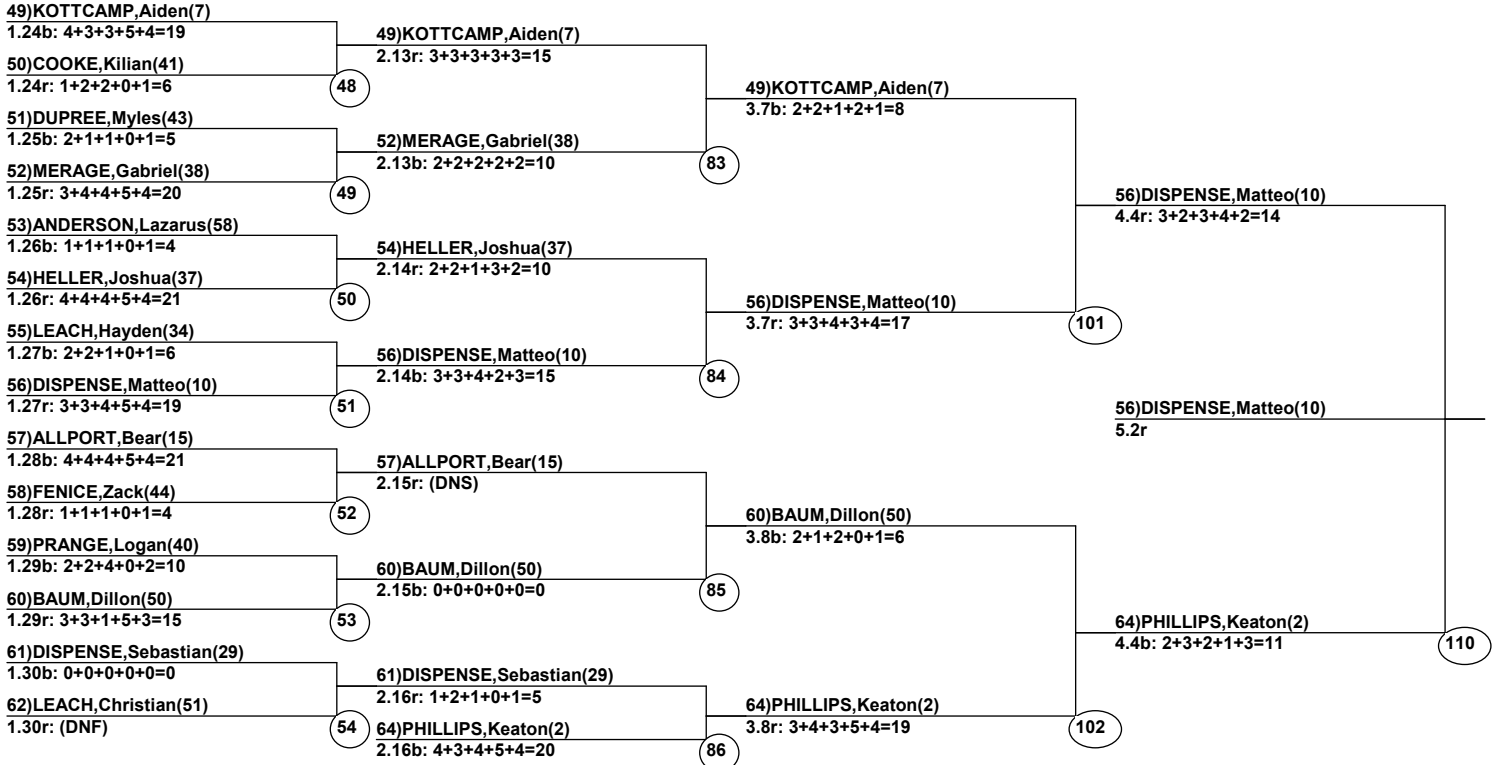 49)KOTTCAMP,Aiden(7)
1.24b: 4+3+3+5+4=19
50)COOKE,Kilian(41)
1.24r: 1+2+2+0+1=6
48
51)DUPREE,Myles(43)
1.25b: 2+1+1+0+1=5
52)MERAGE,Gabriel(38)
1.25r: 3+4+4+5+4=20
49
53)ANDERSON,Lazarus(58)
1.26b: 1+1+1+0+1=4
54)HELLER,Joshua(37)
1.26r: 4+4+4+5+4=21
50
55)LEACH,Hayden(34)
1.27b: 2+2+1+0+1=6
56)DISPENSE,Matteo(10)
1.27r: 3+3+4+5+4=19
51
57)ALLPORT,Bear(15)
1.28b: 4+4+4+5+4=21
58)FENICE,Zack(44)
1.28r: 1+1+1+0+1=4
52
59)PRANGE,Logan(40)
1.29b: 2+2+4+0+2=10
60)BAUM,Dillon(50)
1.29r: 3+3+1+5+3=15
53
61)DISPENSE,Sebastian(29)
1.30b: 0+0+0+0+0=0
62)LEACH,Christian(51)
1.30r: (DNF)
54
49)KOTTCAMP,Aiden(7)
2.13r: 3+3+3+3+3=15
52)MERAGE,Gabriel(38)
2.13b: 2+2+2+2+2=10
83
54)HELLER,Joshua(37)
2.14r: 2+2+1+3+2=10
56)DISPENSE,Matteo(10)
2.14b: 3+3+4+2+3=15
84
57)ALLPORT,Bear(15)
2.15r: (DNS)
60)BAUM,Dillon(50)
2.15b: 0+0+0+0+0=0
85
61)DISPENSE,Sebastian(29)
2.16r: 1+2+1+0+1=5
64)PHILLIPS,Keaton(2)
2.16b: 4+3+4+5+4=20
86
49)KOTTCAMP,Aiden(7)
3.7b: 2+2+1+2+1=8
56)DISPENSE,Matteo(10)
3.7r: 3+3+4+3+4=17
101
60)BAUM,Dillon(50)
3.8b: 2+1+2+0+1=6
64)PHILLIPS,Keaton(2)
3.8r: 3+4+3+5+4=19
102
56)DISPENSE,Matteo(10)
4.4r: 3+2+3+4+2=14
56)DISPENSE,Matteo(10)
5.2r
64)PHILLIPS,Keaton(2)
4.4b: 2+3+2+1+3=11
110